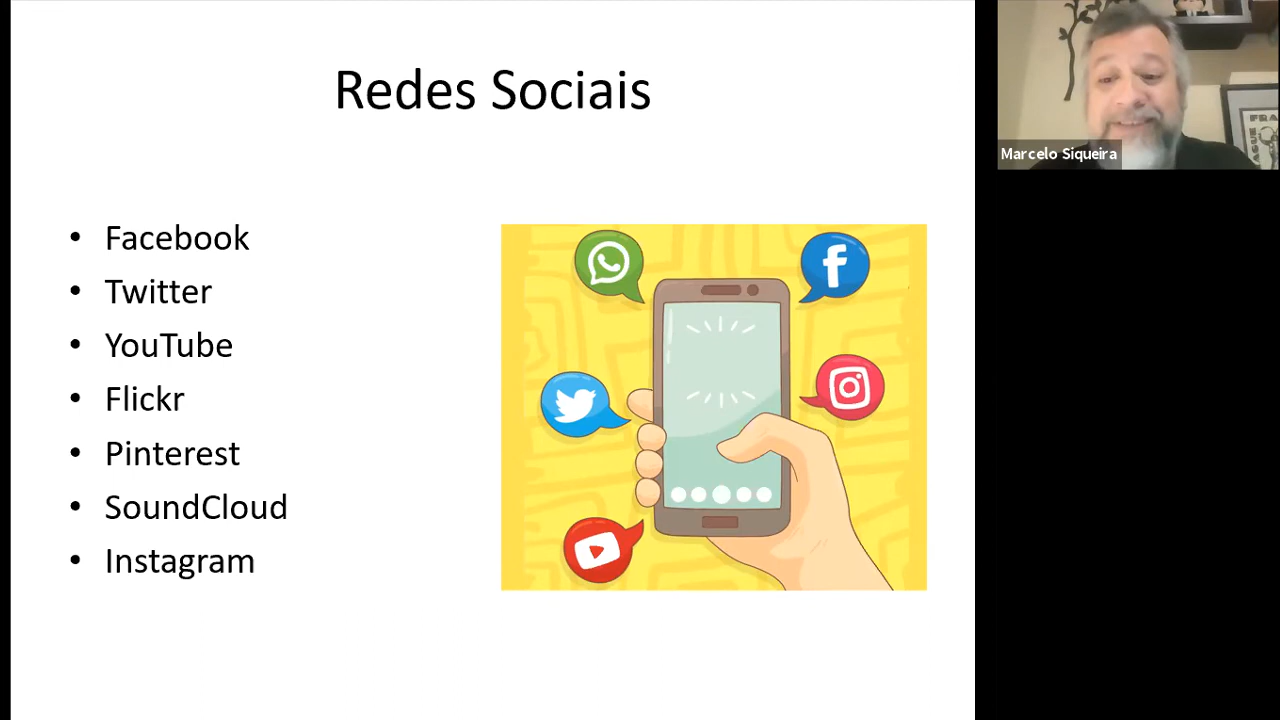 Redes Sociais
• Facebook
• Twitter
• YouTube
• Flickr
• Pinterest
• SoundCloud
• Instagram
Marcelo Siqueira